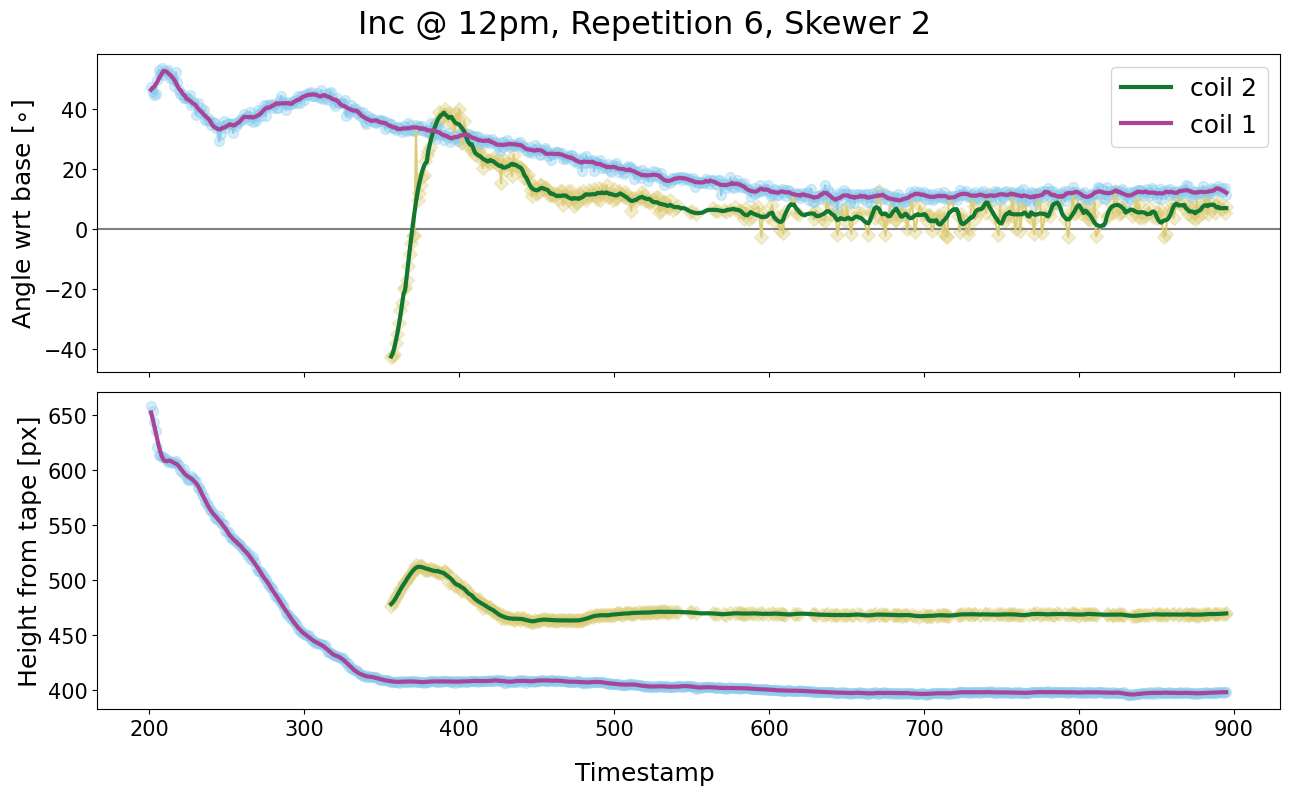 Inc @ 12pm, Repetition 6, Skewer 2
Angle wrt base [∘]
40
20
0
−20
−40
coil 2
coil 1
Height from tape [px]
650
600
550
500
450
400
200 300 400 500 600 700 800 900
Timestamp